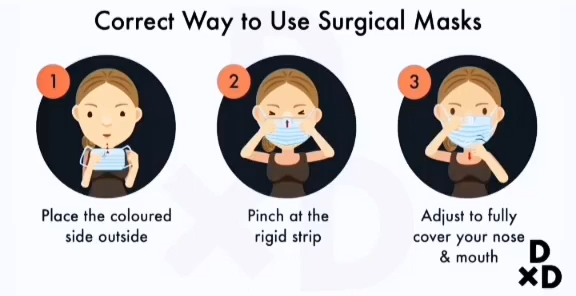 Correct Way to Use Surgical Masks
1
Place the coloured
side outside
2
Pinch at the
rigid strip
3
Adjust to fully
cover your nose
& mouth
D
×D